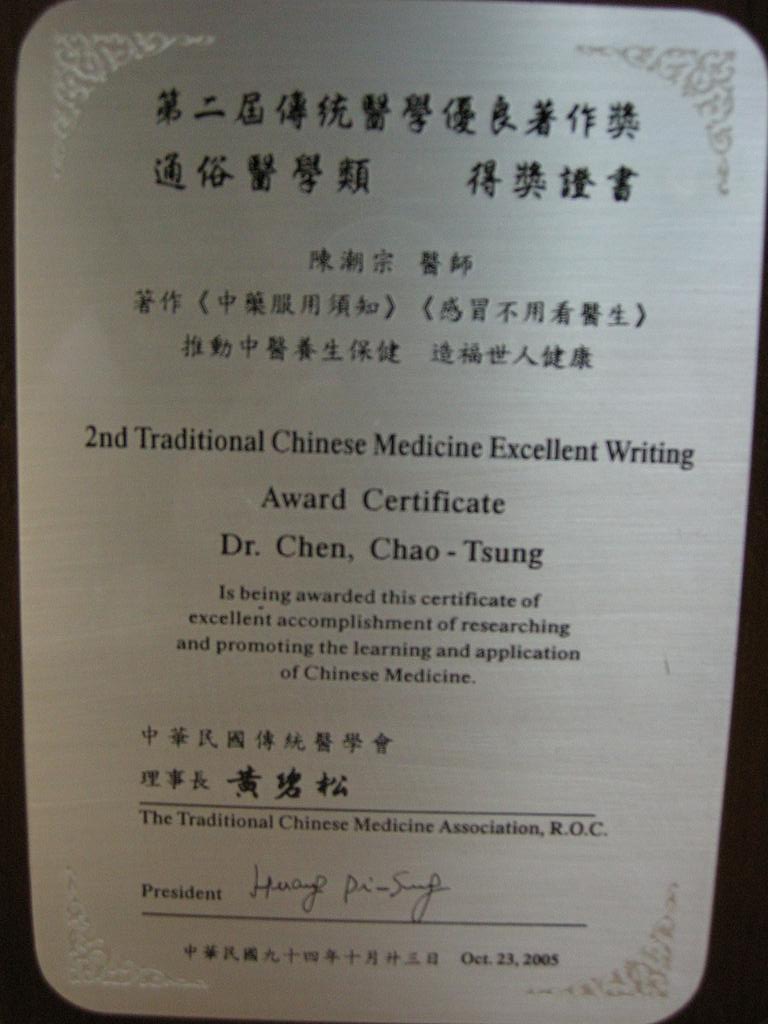 第二屆傳統醫學優良著作獎
通俗醫學類 得獎證書
陳潮宗 醫師
著作《中藥服用須知》《感冒不用看醫生》
推動中醫養生保健 造福世人健康
2nd Traditional Chinese Medicine Excellent Writing
Award Certificate
Dr. Chen, Chao - Tsung
Is being awarded this certificate of
excellent accomplishment of researching
and promoting the learning and application
of Chinese Medicine.
中華民國傳統醫學會
理事長 黃碧松
The Traditional Chinese Medicine Association, R.O.C.
President Huang Pi-Sung
中華民國九十四年十月廿三日 Oct. 23, 2005